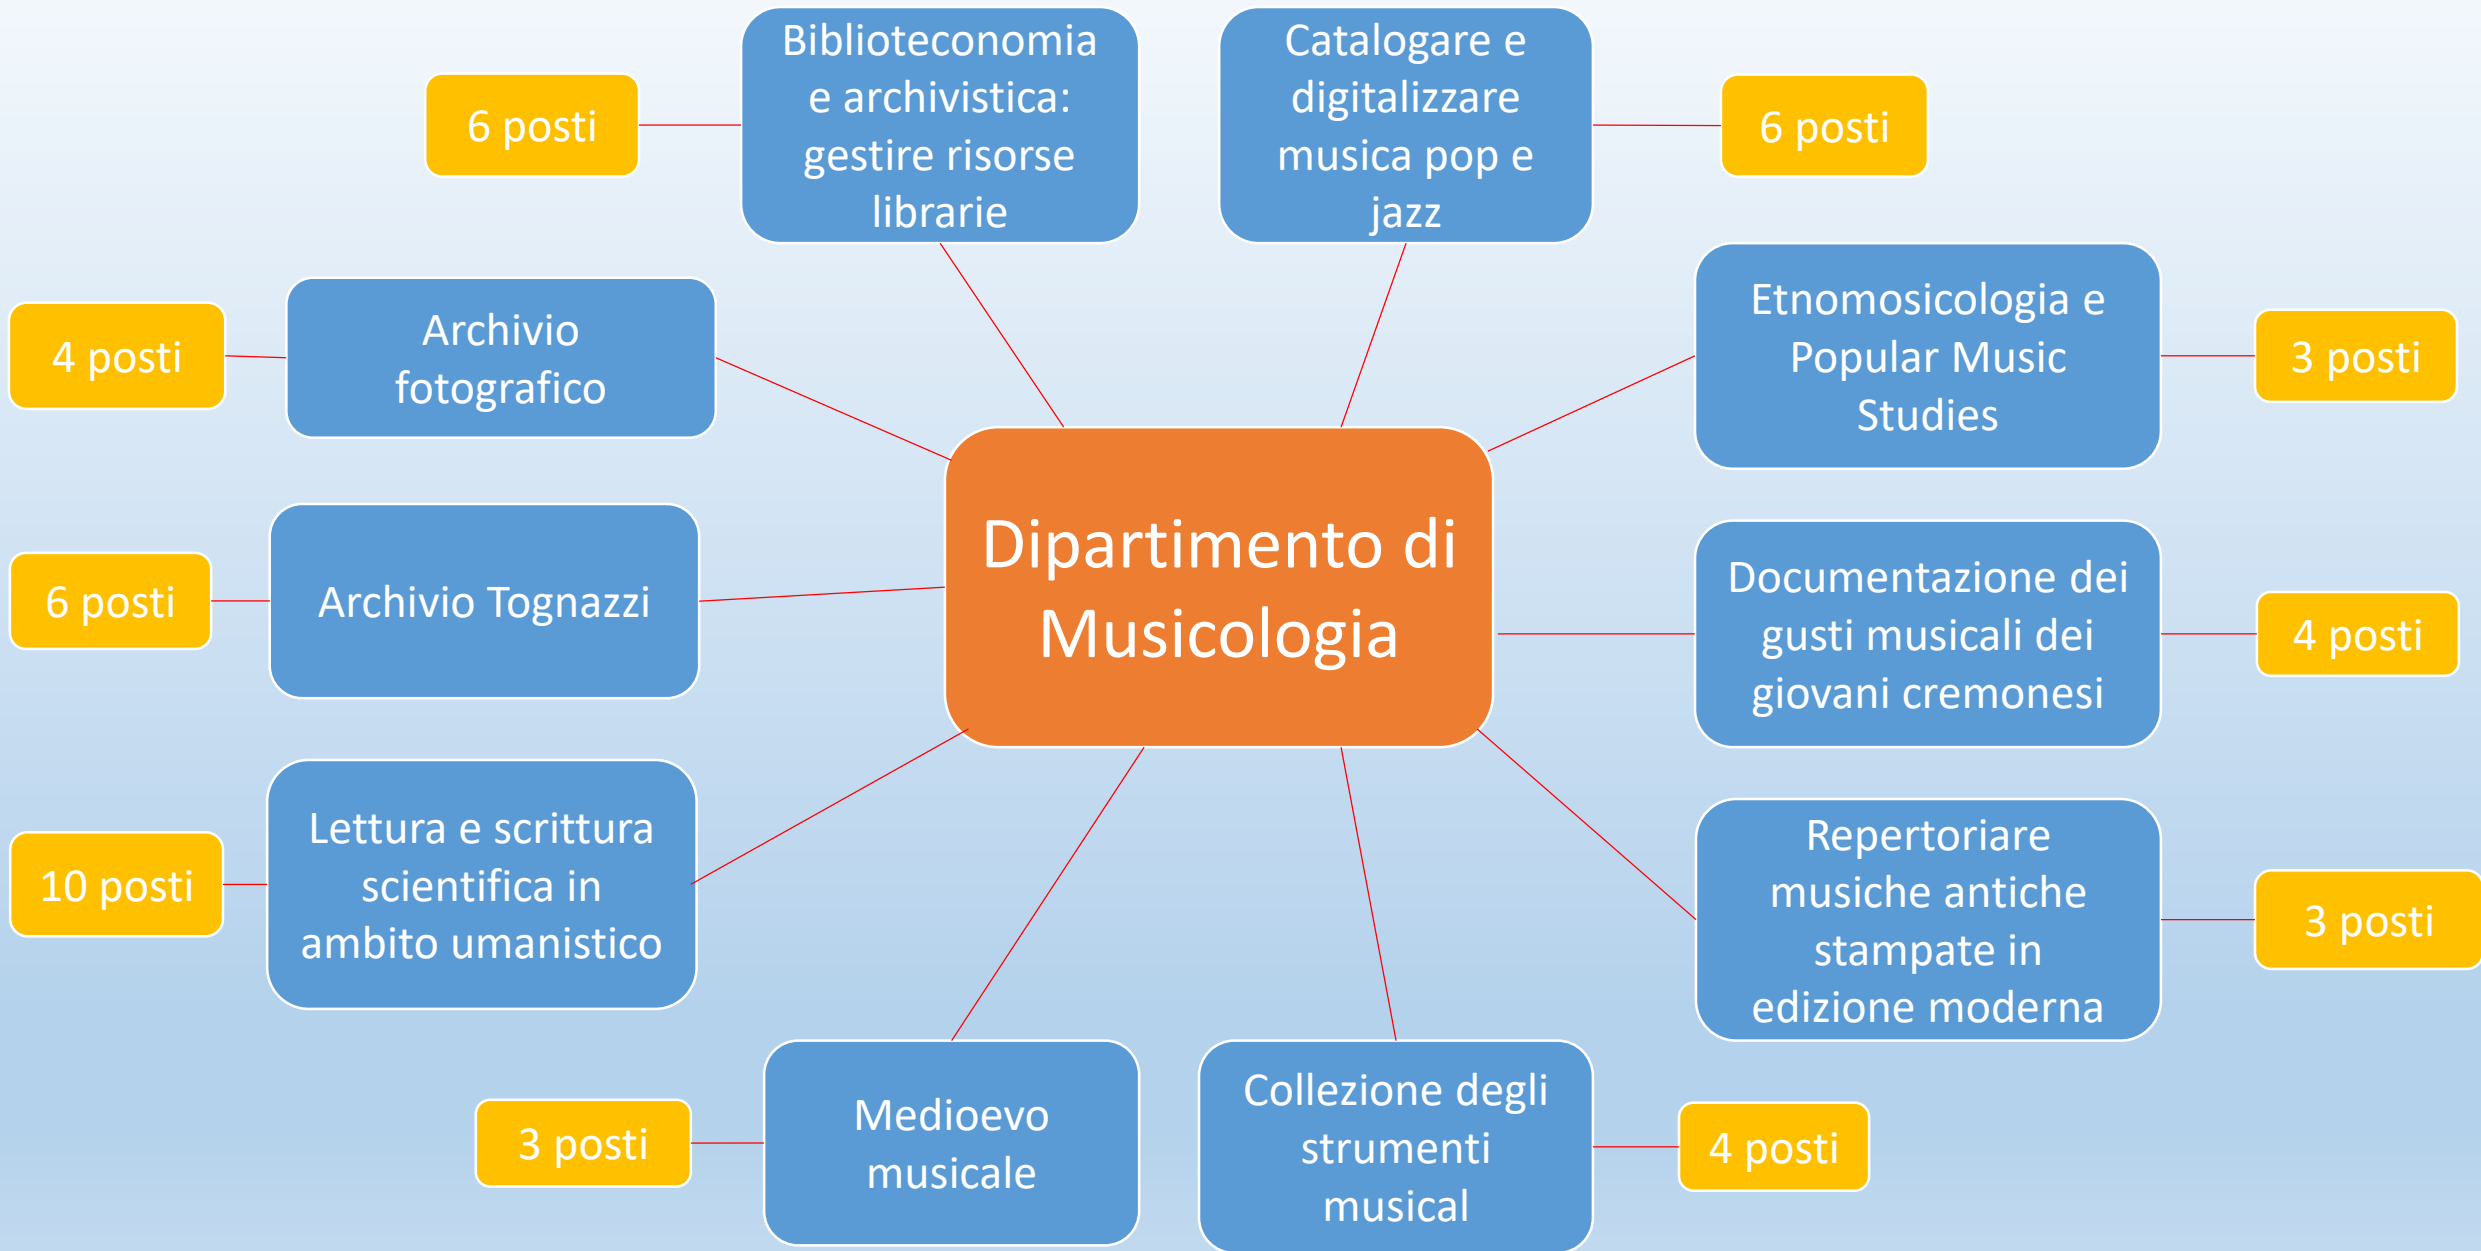 Biblioteconomia
e archivistica:
gestire risorse
librarie
6 posti
Catalogare e
digitalizzare
musica pop e
jazz
6 posti
Archivio
fotografico
4 posti
Etnomosicologia e
Popular Music
Studies
3 posti
Dipartimento di
Musicologia
Archivio Tognazzi
6 posti
Documentazione dei
gusti musicali dei
giovani cremonesi
4 posti
Lettura e scrittura
scientifica in
ambito umanistico
10 posti
Repertoriare
musiche antiche
stampate in
edizione moderna
3 posti
Medioevo
musicale
3 posti
Collezione degli
strumenti
musical
4 posti